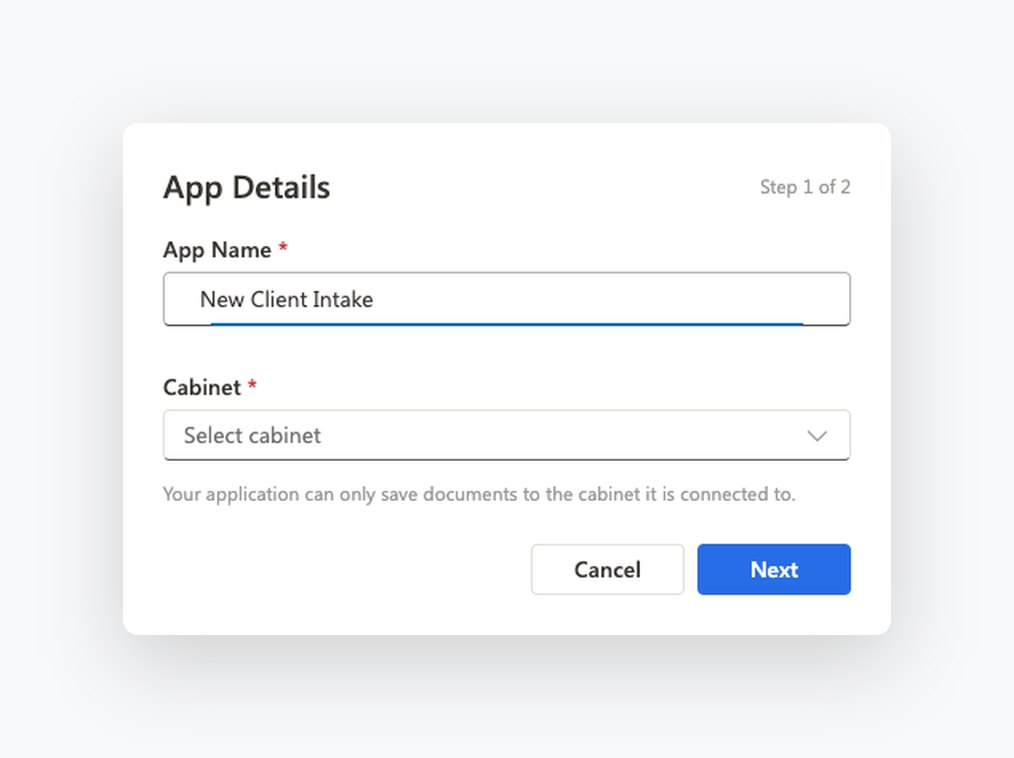 App Details
Step 1 of 2
App Name *
New Client Intake
Cabinet *
Select cabinet
Your application can only save documents to the cabinet it is connected to.
Cancel
Next